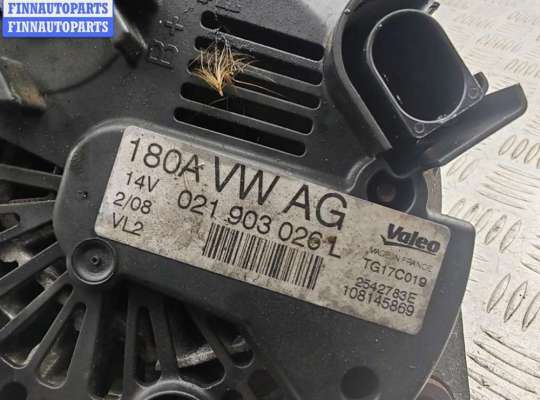 FINNAUTOPARTS
FINNAUTOPARTS
B+
180A VW AG
14V 021 903 026 L
2/08
VL2
Valeo
MADE IN FRANCE
TG17C019
2542783E
108145869